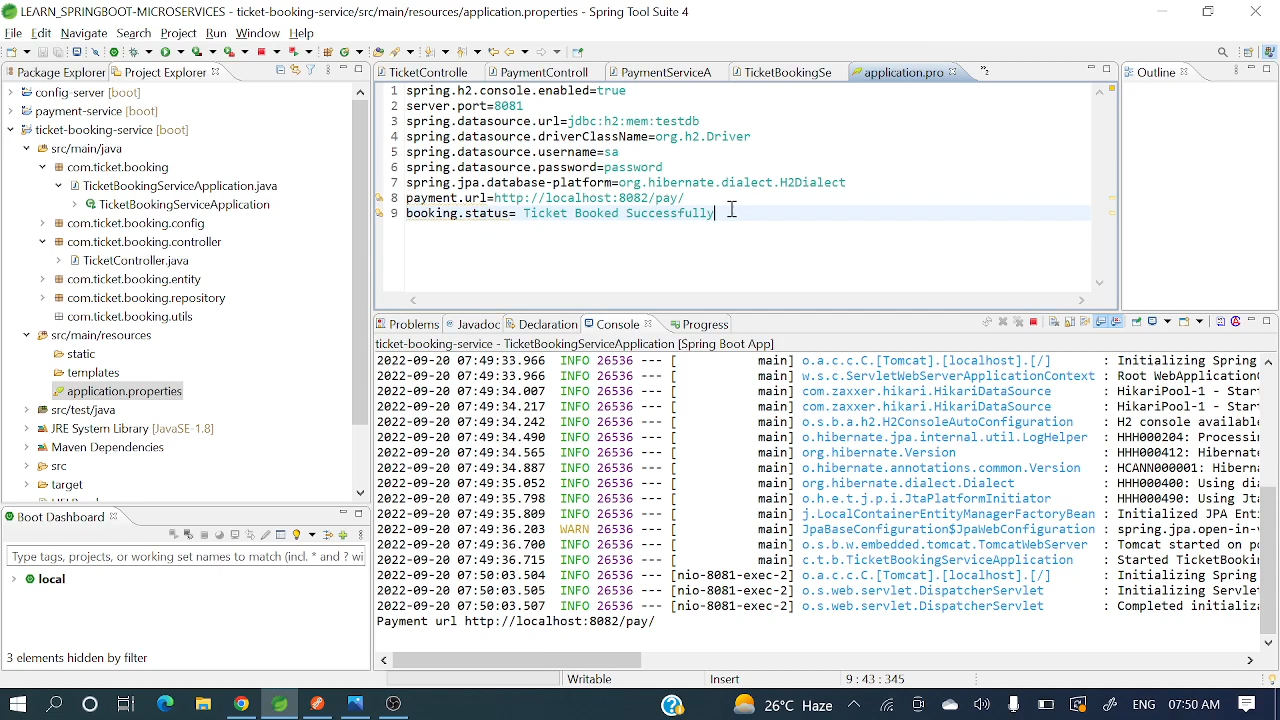 LEARN_SPRINGBOOT-MICROSERVICES - ticket-booking-service/src/main/resources/application.properties - Spring Tool Suite 4
File Edit Navigate Search Project Run Window Help
Package Explorer Project Explorer
config-server [boot]
payment-service [boot]
ticket-booking-service [boot]
src/main/java
com.ticket.booking
TicketBookingServiceApplication.java
TicketBookingServiceApplication
com.ticket.booking.config
com.ticket.booking.controller
TicketController.java
com.ticket.booking.entity
com.ticket.booking.repository
com.ticket.booking.utils
src/main/resources
static
templates
application.properties
src/test/java
JRE System Library [JavaSE-1.8]
Maven Dependencies
src
target
Boot Dashboard
Type tags, projects, or working set names to match (incl. * and ? wi
local
3 elements hidden by filter
TicketControlle PaymentControll PaymentServiceA TicketBookingSe application.pro
1 spring.h2.console.enabled=true
2 server.port=8081
3 spring.datasource.url=jdbc:h2:mem:testdb
4 spring.datasource.driverClassName=org.h2.Driver
5 spring.datasource.username=sa
6 spring.datasource.password=password
7 spring.jpa.database-platform=org.hibernate.dialect.H2Dialect
8 payment.url=http://localhost:8082/pay/
9 booking.status= Ticket Booked Successfully
Outline
Problems Javadoc Declaration Console Progress
ticket-booking-service - TicketBookingServiceApplication [Spring Boot App]
2022-09-20 07:49:33.966 INFO 26536 --- [ main] o.a.c.c.C.[Tomcat].[localhost].[/] : Initializing Spring
2022-09-20 07:49:33.966 INFO 26536 --- [ main] w.s.c.ServletWebServerApplicationContext : Root WebApplication
2022-09-20 07:49:34.007 INFO 26536 --- [ main] com.zaxxer.hikari.HikariDataSource : HikariPool-1 - Star
2022-09-20 07:49:34.217 INFO 26536 --- [ main] com.zaxxer.hikari.HikariDataSource : HikariPool-1 - Star
2022-09-20 07:49:34.242 INFO 26536 --- [ main] o.s.b.a.h2.H2ConsoleAutoConfiguration : H2 console availabl
2022-09-20 07:49:34.490 INFO 26536 --- [ main] o.hibernate.jpa.internal.util.LogHelper : HHH000204: Processin
2022-09-20 07:49:34.565 INFO 26536 --- [ main] org.hibernate.Version : HHH000412: Hibernat
2022-09-20 07:49:34.887 INFO 26536 --- [ main] o.hibernate.annotations.common.Version : HCANN000001: Hibern
2022-09-20 07:49:35.052 INFO 26536 --- [ main] org.hibernate.dialect.Dialect : HHH000400: Using dia
2022-09-20 07:49:35.798 INFO 26536 --- [ main] o.h.e.t.j.p.i.JtaPlatformInitiator : HHH000490: Using Jta
2022-09-20 07:49:35.809 INFO 26536 --- [ main] j.LocalContainerEntityManagerFactoryBean : Initialized JPA Enti
2022-09-20 07:49:36.203 WARN 26536 --- [ main] JpaBaseConfiguration$JpaWebConfiguration : spring.jpa.open-in-v
2022-09-20 07:49:36.700 INFO 26536 --- [ main] o.s.b.w.embedded.tomcat.TomcatWebServer : Tomcat started on po
2022-09-20 07:49:36.715 INFO 26536 --- [ main] c.t.b.TicketBookingServiceApplication : Started TicketBookin
2022-09-20 07:50:03.504 INFO 26536 --- [nio-8081-exec-2] o.a.c.c.C.[Tomcat].[localhost].[/] : Initializing Spring
2022-09-20 07:50:03.505 INFO 26536 --- [nio-8081-exec-2] o.s.web.servlet.DispatcherServlet : Initializing Servlet
2022-09-20 07:50:03.507 INFO 26536 --- [nio-8081-exec-2] o.s.web.servlet.DispatcherServlet : Completed initializa
Payment url http://localhost:8082/pay/
Writable Insert 9 : 43 : 345
26°C Haze ENG 07:50 AM